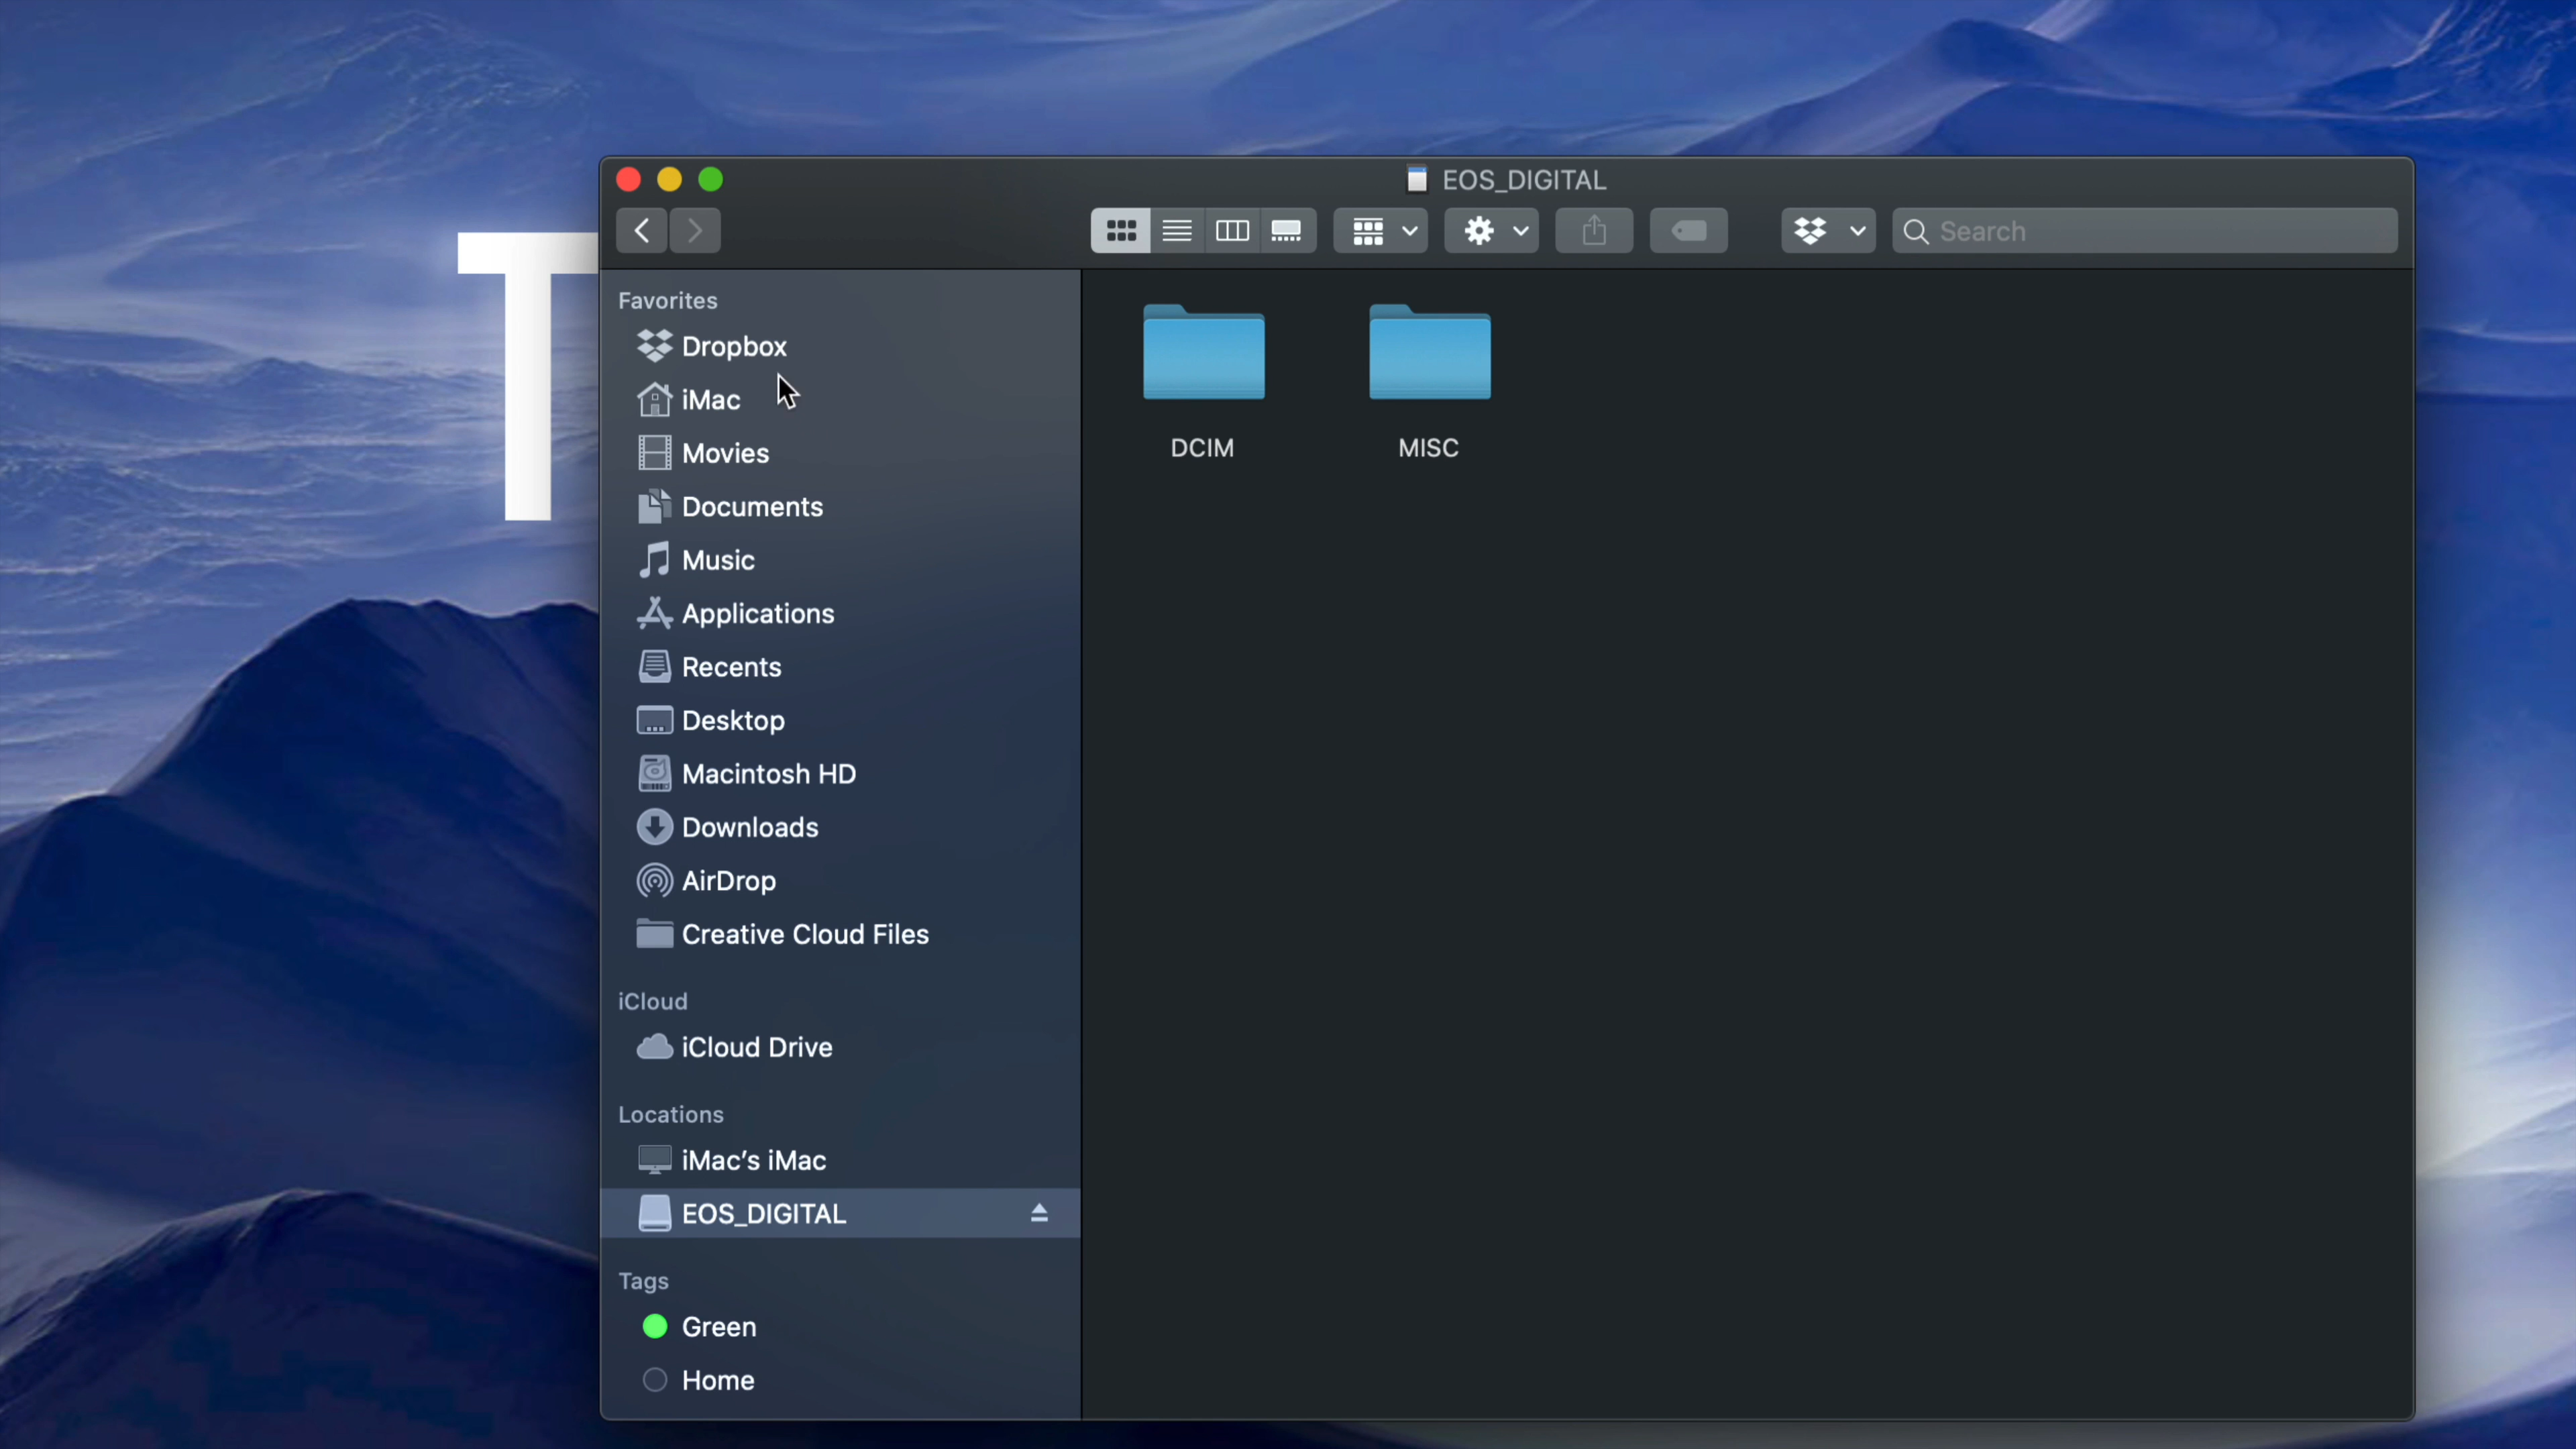 T
EOS_DIGITAL
Search
Favorites
Dropbox
iMac
Movies
Documents
Music
Applications
Recents
Desktop
Macintosh HD
Downloads
AirDrop
Creative Cloud Files
iCloud
iCloud Drive
Locations
iMac’s iMac
EOS_DIGITAL
Tags
Green
Home
DCIM
MISC